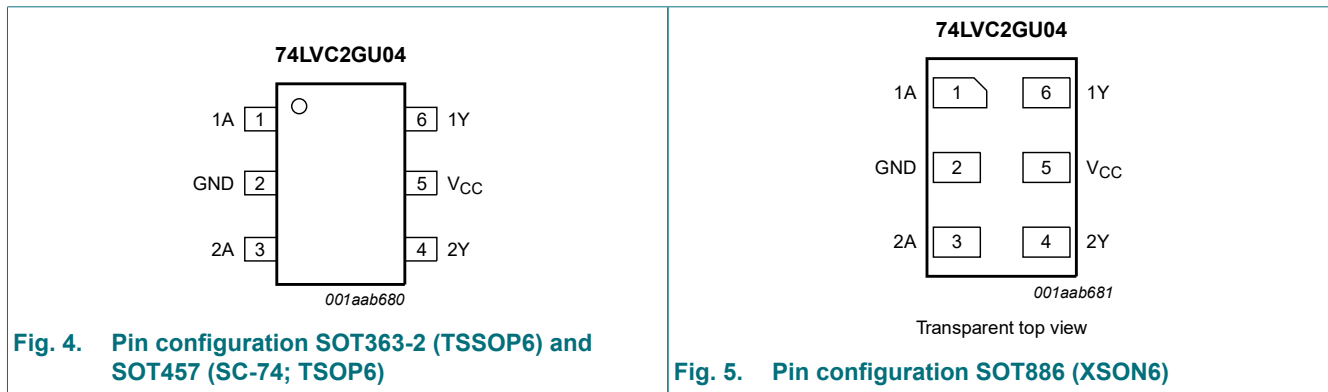 74LVC2GU04
1A 1 6 1Y
GND 2 5 VCC
2A 3 4 2Y
001aab680
Fig. 4. Pin configuration SOT363-2 (TSSOP6) and
SOT457 (SC-74; TSOP6)
74LVC2GU04
1A 1 6 1Y
GND 2 5 VCC
2A 3 4 2Y
001aab681
Transparent top view
Fig. 5. Pin configuration SOT886 (XSON6)